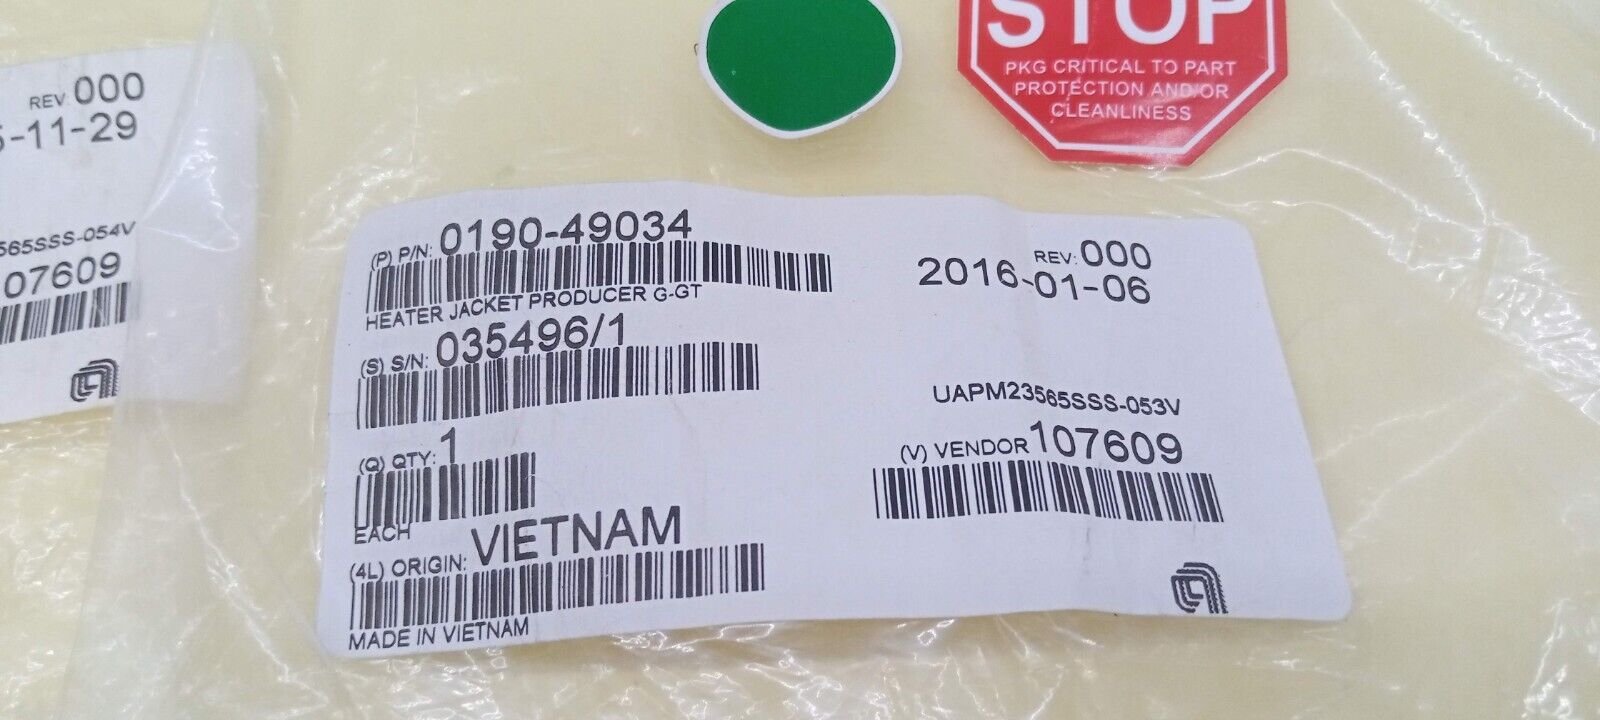 STOP
PKG CRITICAL TO PART
PROTECTION AND/OR
CLEANLINESS
REV: 000
-11-29
565SSS-054V
07609
(P) P/N: 0190-49034
HEATER JACKET PRODUCER G-GT
(S) S/N: 035496/1
(Q) QTY: 1
EACH
(4L) ORIGIN: VIETNAM
MADE IN VIETNAM
REV: 000
2016-01-06
UAPM23565SSS-053V
(V) VENDOR 107609